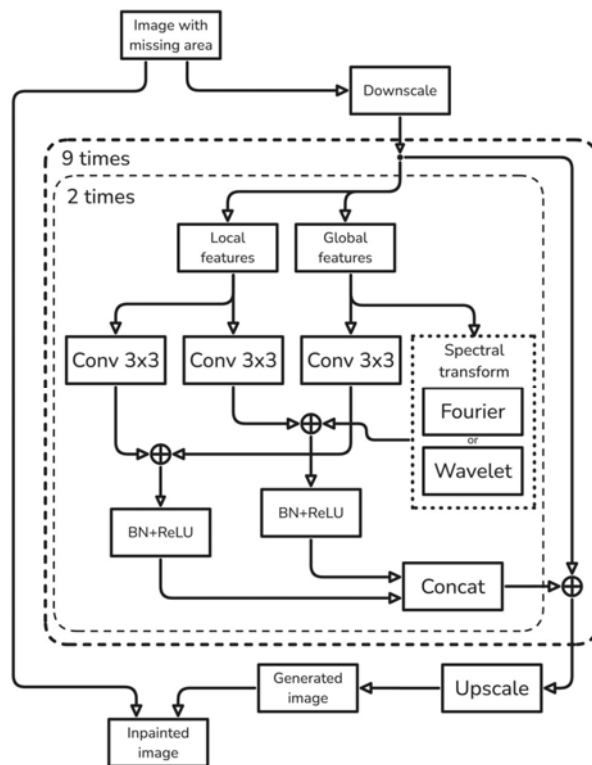 Image with
missing area
Downscale
9 times
2 times
Local
features
Global
features
Conv 3x3
Conv 3x3
Conv 3x3
Spectral
transform
Fourier
or
Wavelet
BN+ReLU
BN+ReLU
Concat
Generated
image
Upscale
Inpainted
image